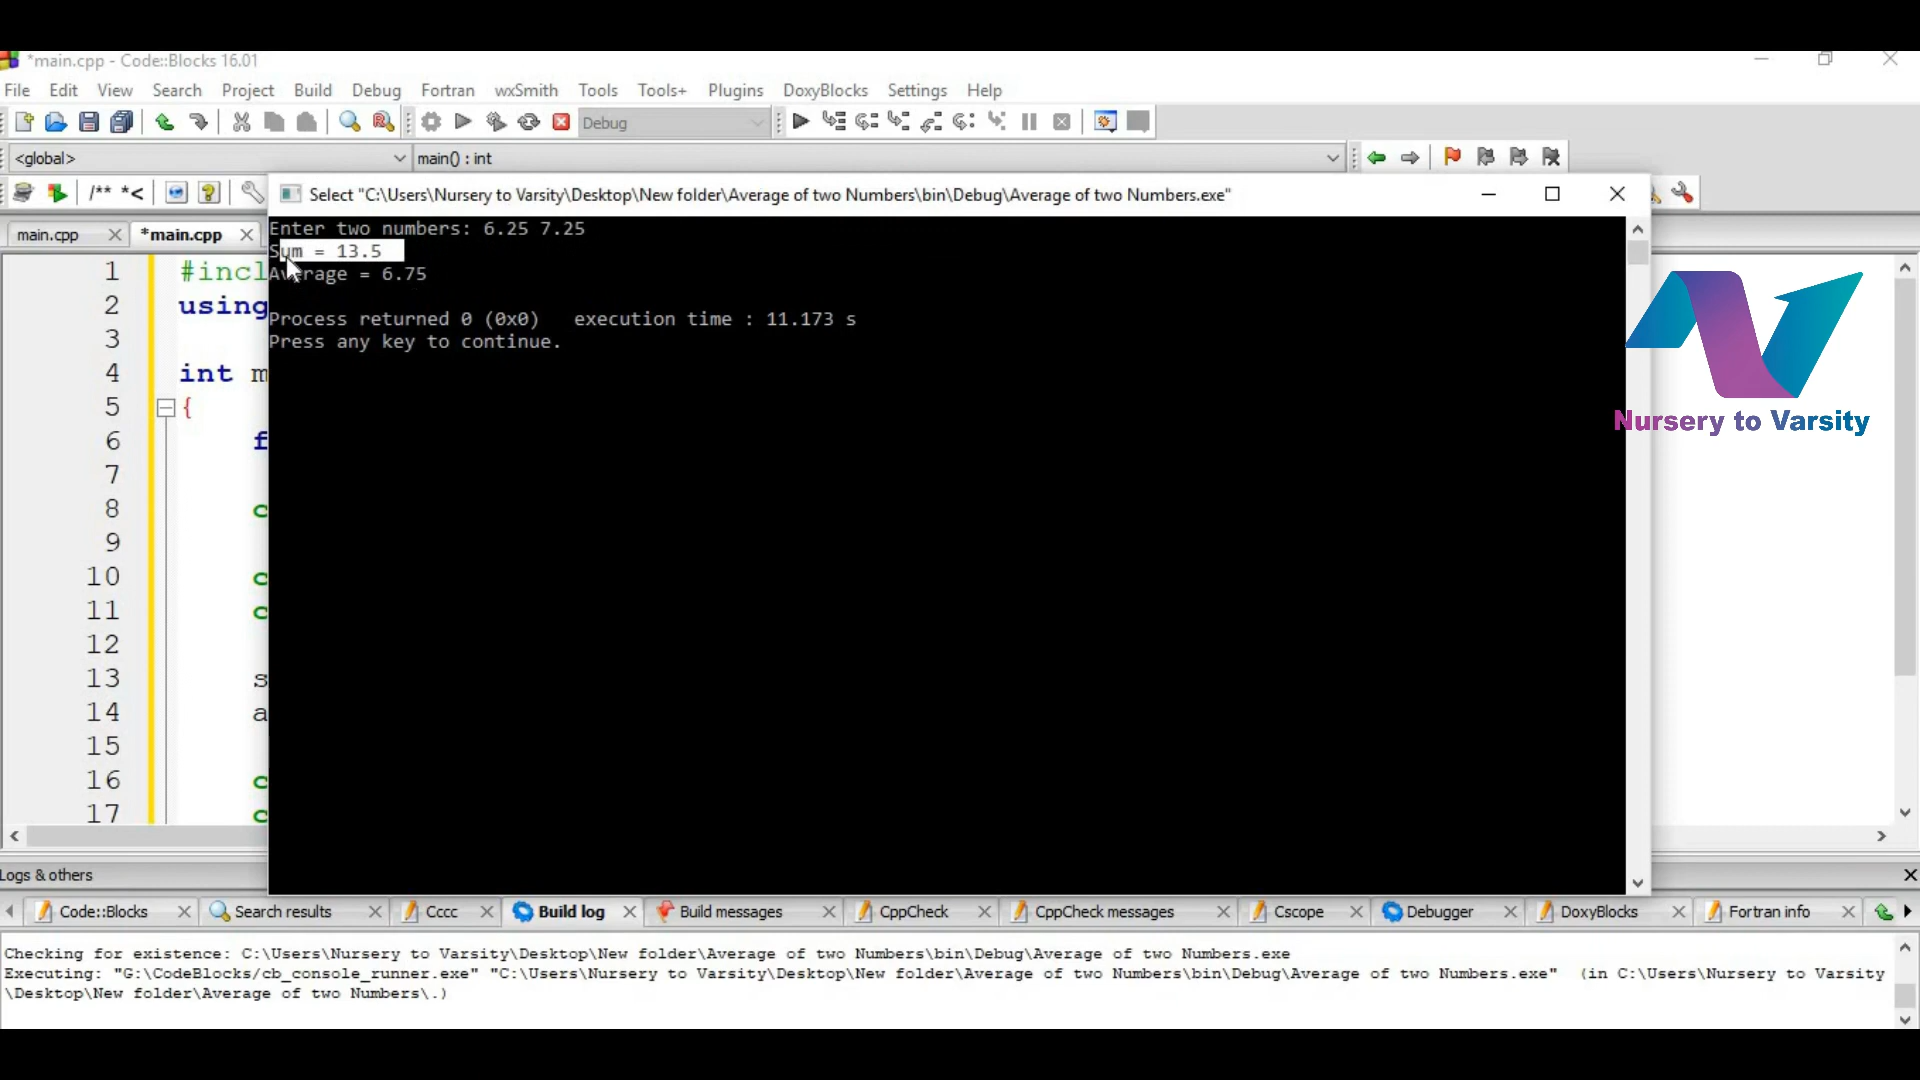 *main.cpp - Code::Blocks 16.01
File Edit View Search Project Build Debug Fortran wxSmith Tools Tools+ Plugins DoxyBlocks Settings Help
Debug
<global> main() : int
/** *<
Select "C:\Users\Nursery to Varsity\Desktop\New folder\Average of two Numbers\bin\Debug\Average of two Numbers.exe"
main.cpp *main.cpp
Enter two numbers: 6.25 7.25
Sum = 13.5
Average = 6.75
Process returned 0 (0x0) execution time : 11.173 s
Press any key to continue.
1 #incl
2 using
3
4 int m
5 {
6 f
7
8 c
9
10 c
11 c
12
13 s
14 a
15
16 c
17 c
Nursery to Varsity
Logs & others
Code::Blocks Search results Cccc Build log Build messages CppCheck CppCheck messages Cscope Debugger DoxyBlocks Fortran info
Checking for existence: C:\Users\Nursery to Varsity\Desktop\New folder\Average of two Numbers\bin\Debug\Average of two Numbers.exe
Executing: "G:\CodeBlocks/cb_console_runner.exe" "C:\Users\Nursery to Varsity\Desktop\New folder\Average of two Numbers\bin\Debug\Average of two Numbers.exe" (in C:\Users\Nursery to Varsity
\Desktop\New folder\Average of two Numbers\.)